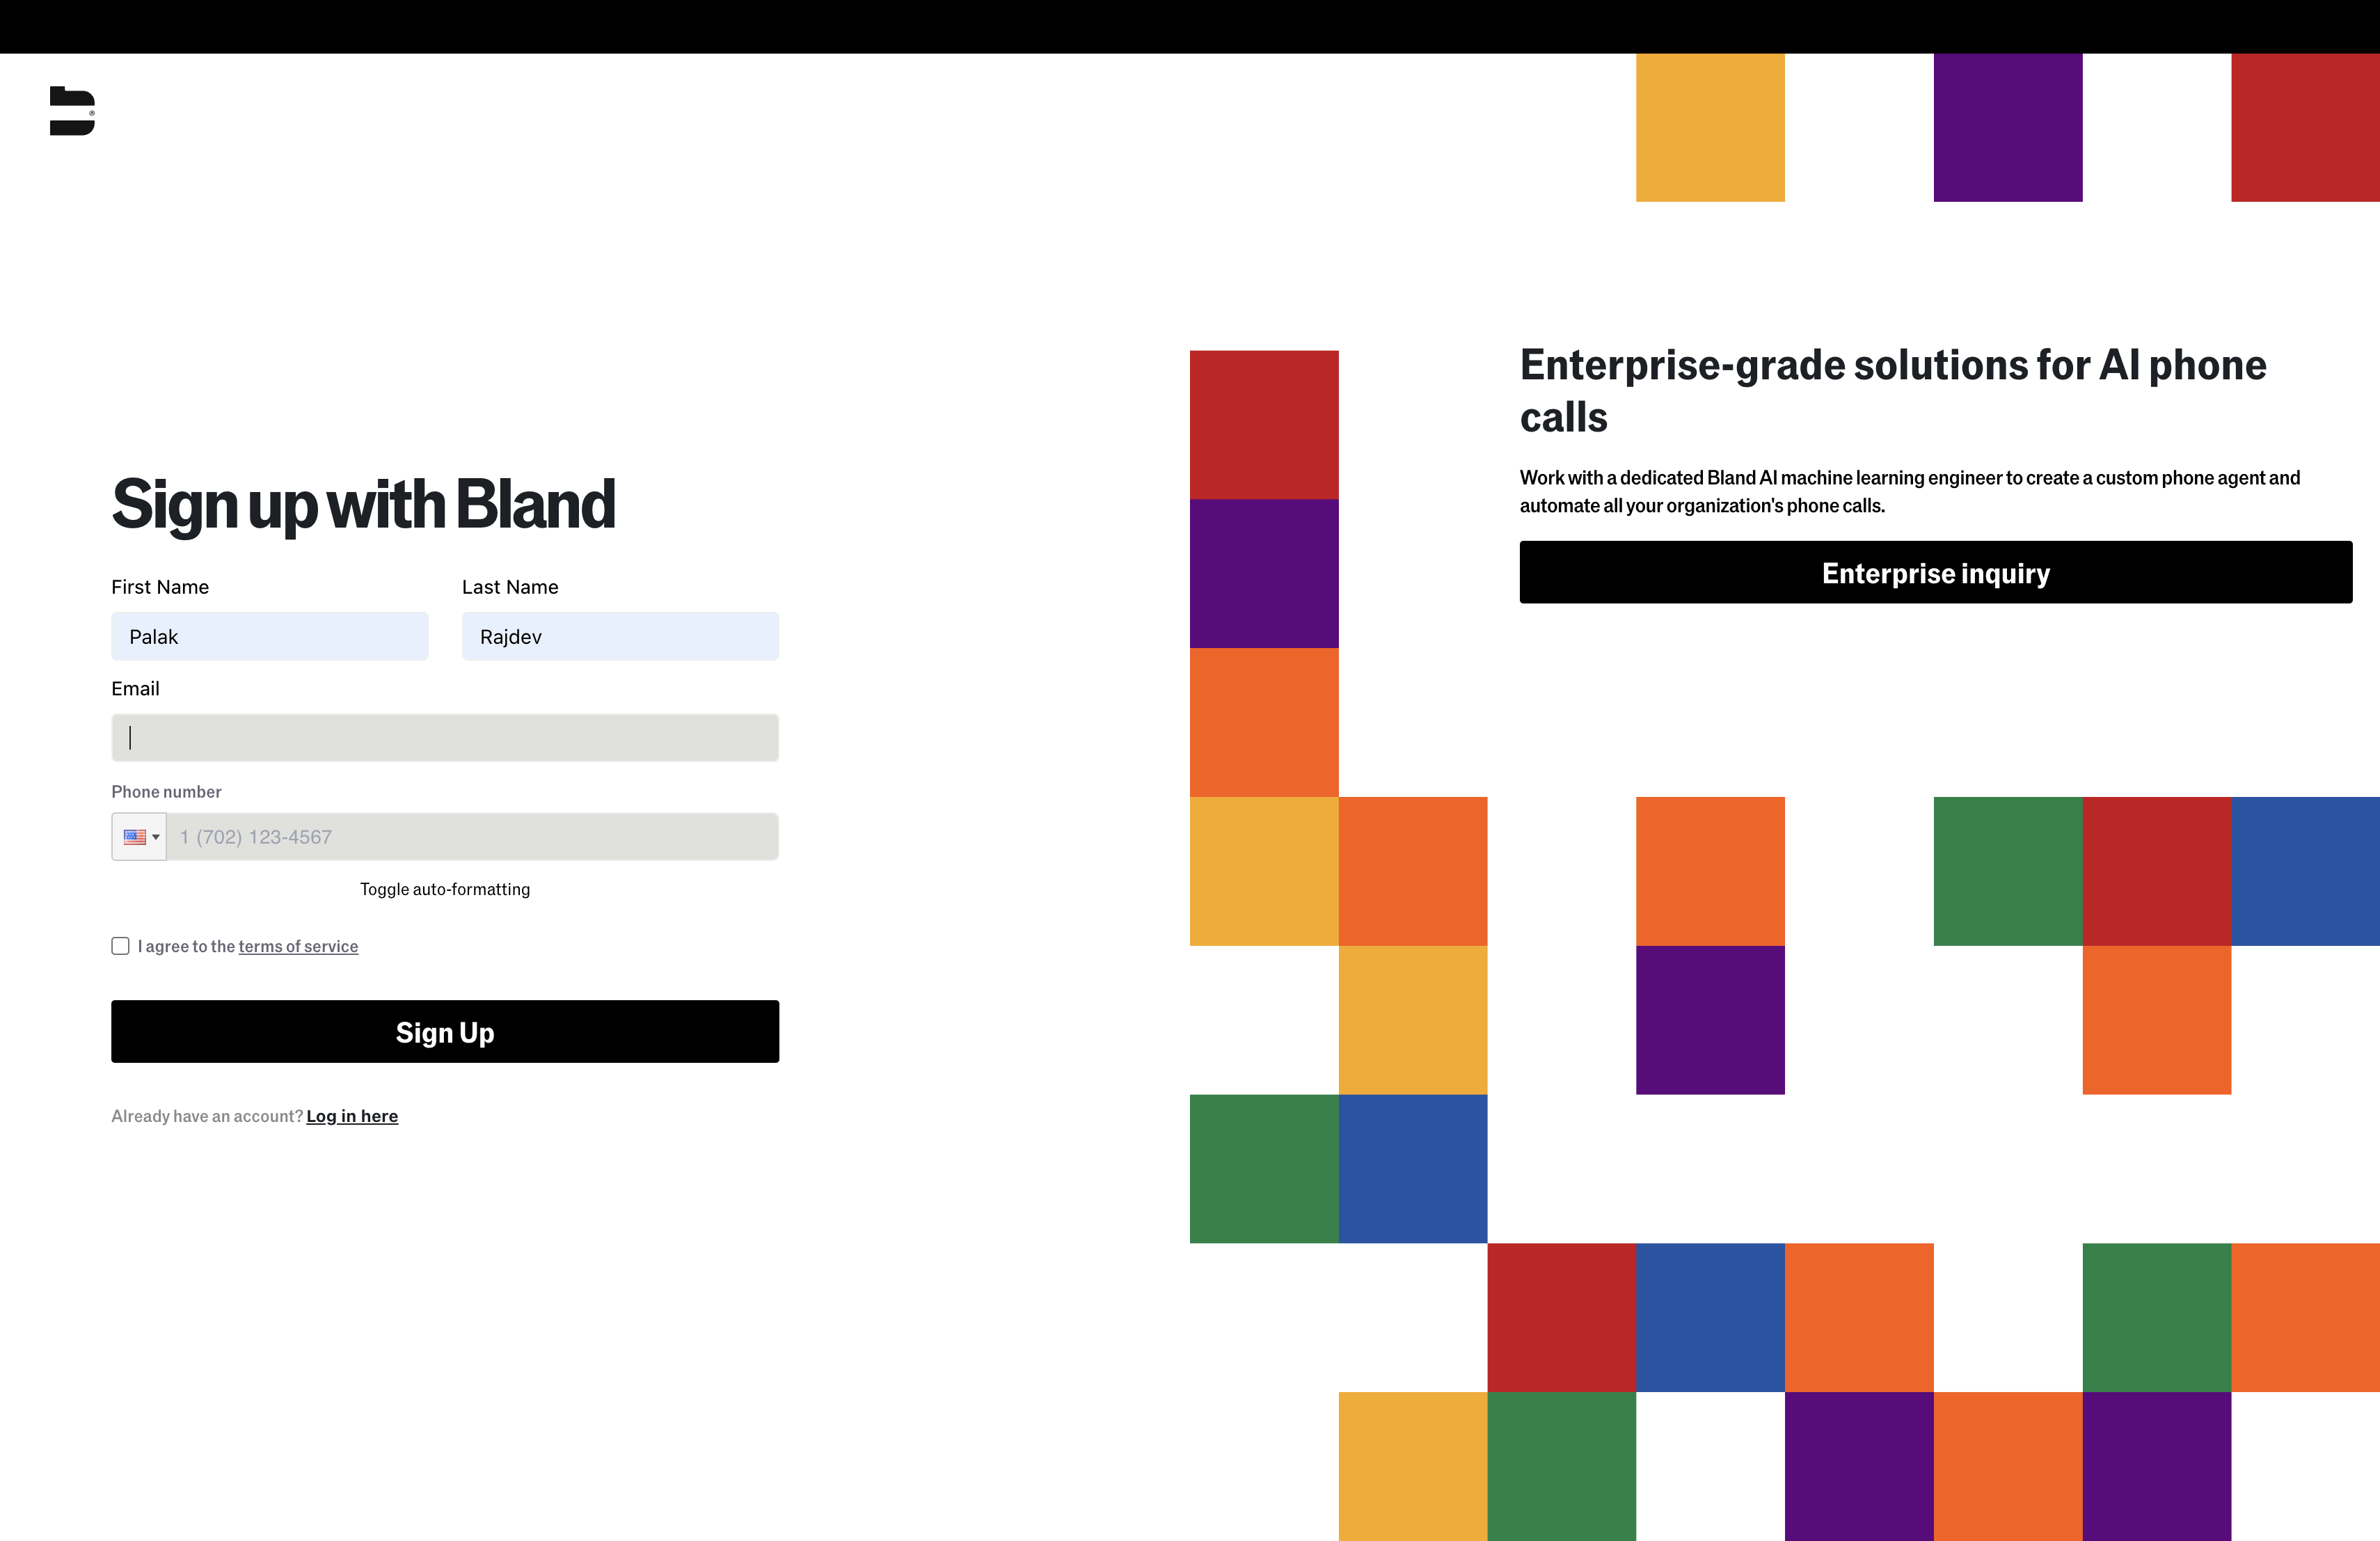 Sign up with Bland
First Name
Last Name
Palak
Rajdev
Email
Phone number
1 (702) 123-4567
Toggle auto-formatting
I agree to the terms of service
Sign Up
Already have an account? Log in here
Enterprise-grade solutions for AI phone
calls
Work with a dedicated Bland AI machine learning engineer to create a custom phone agent and
automate all your organization's phone calls.
Enterprise inquiry